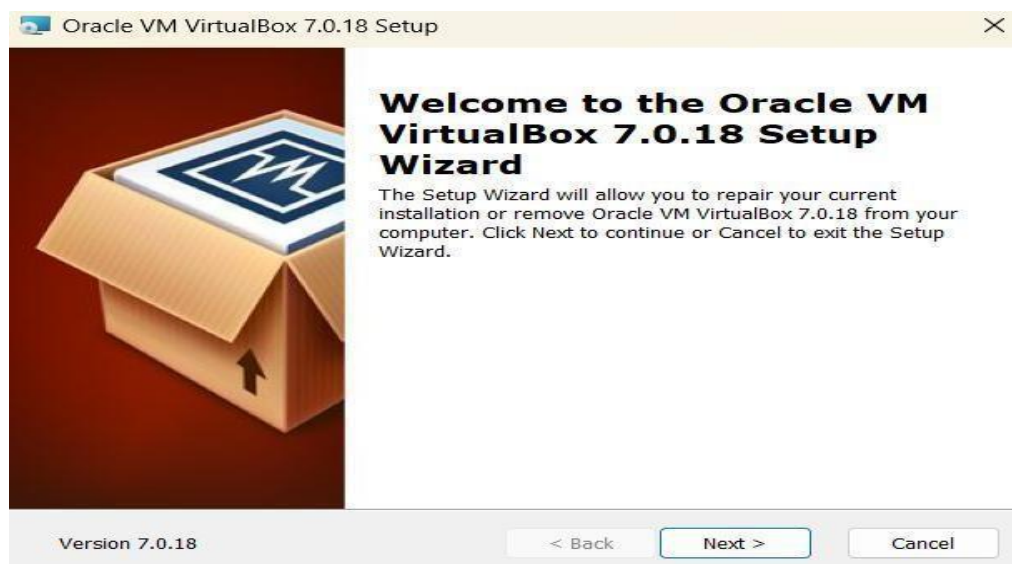 Oracle VM VirtualBox 7.0.18 Setup
Welcome to the Oracle VM
VirtualBox 7.0.18 Setup
Wizard
The Setup Wizard will allow you to repair your current
installation or remove Oracle VM VirtualBox 7.0.18 from your
computer. Click Next to continue or Cancel to exit the Setup
Wizard.
Version 7.0.18
< Back
Next >
Cancel